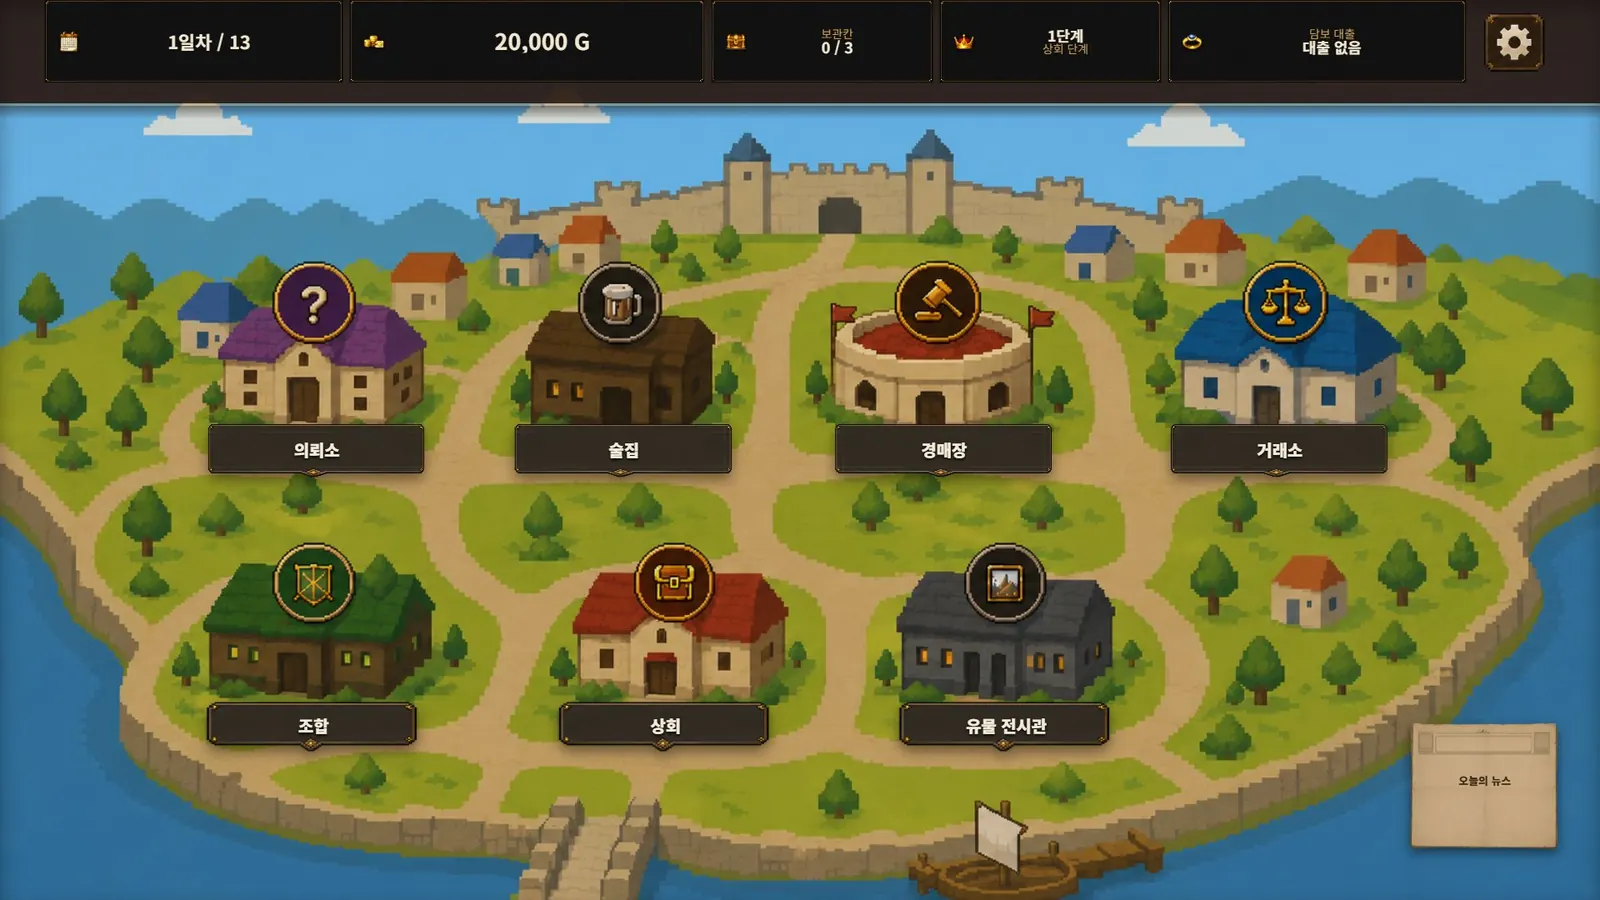 1일차 / 13
20,000 G
보관칸
0 / 3
1단계
상회 단계
담보 대출
대출 없음
의뢰소
술집
경매장
거래소
조합
상회
유물 전시관
오늘의 뉴스